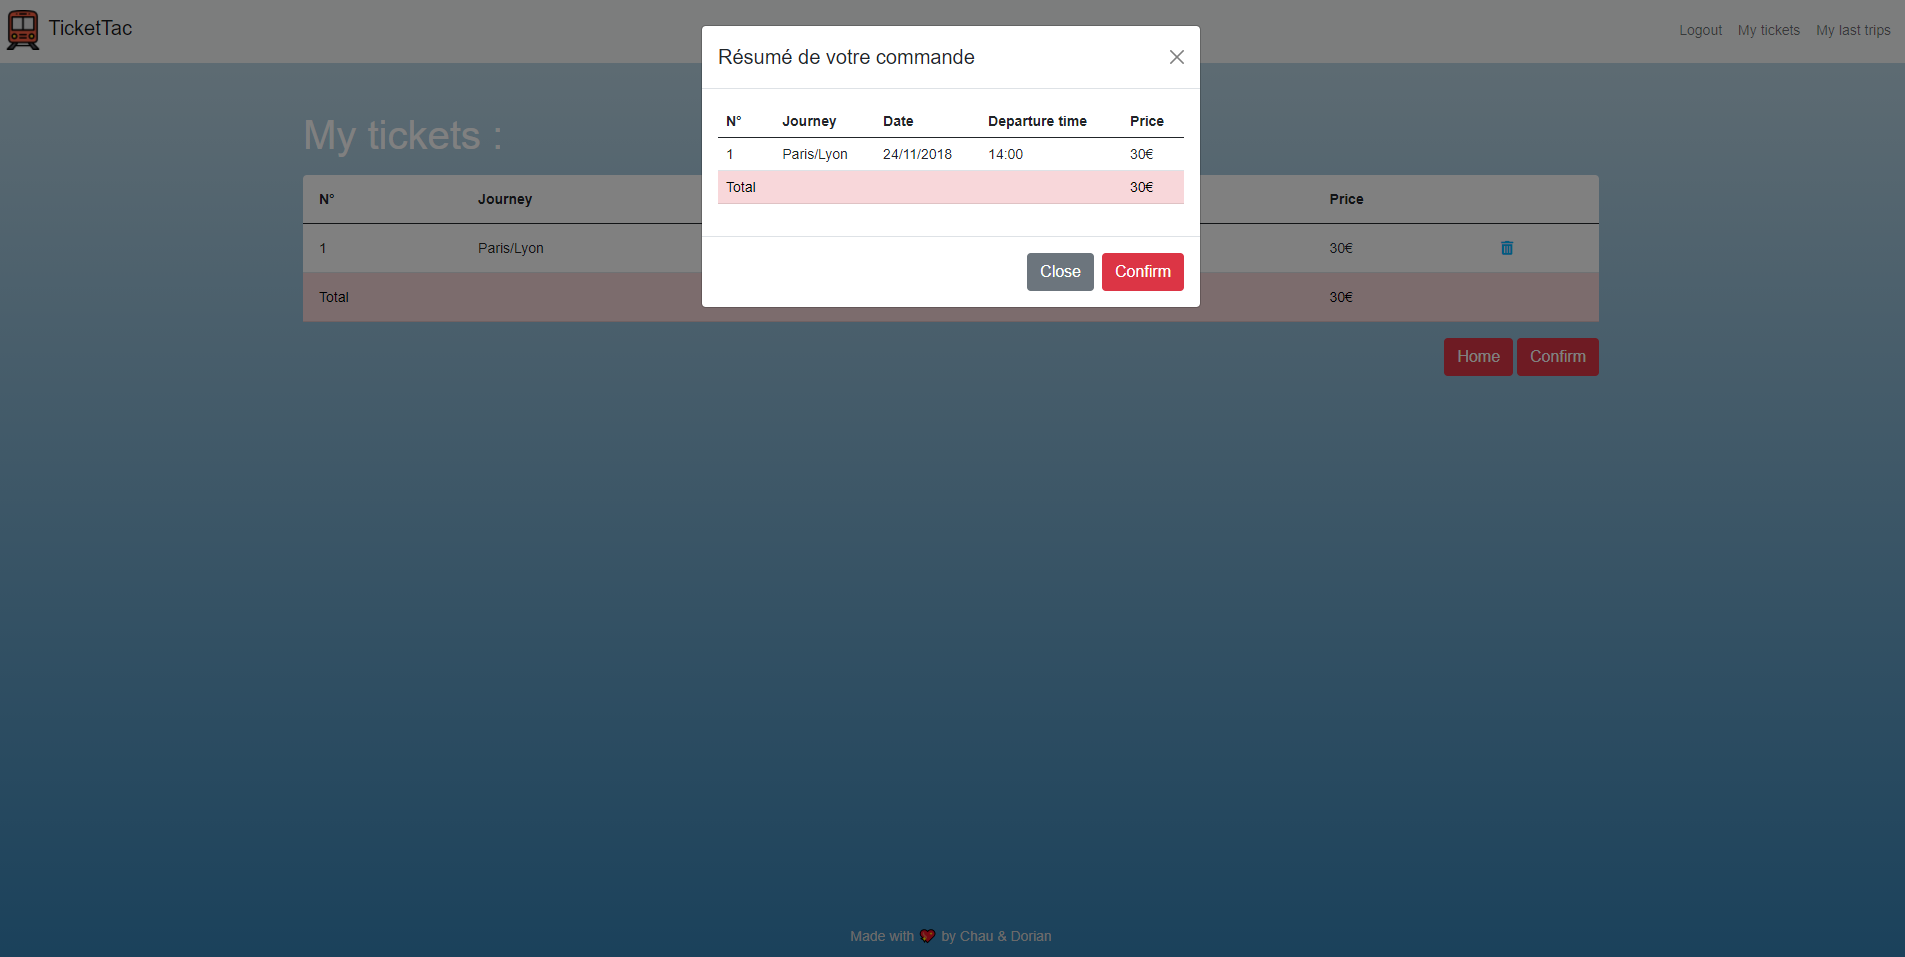 TicketTac
Logout My tickets My last trips
Résumé de votre commande
N° Journey Date Departure time Price
1 Paris/Lyon 24/11/2018 14:00 30€
Total 30€
Close Confirm
My tickets :
N° Journey Price
1 Paris/Lyon 30€
Total 30€
Home Confirm
Made with by Chau & Dorian